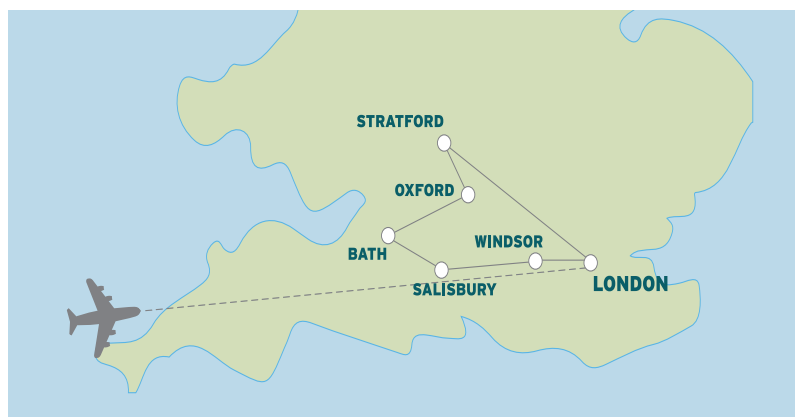 STRATFORD
OXFORD
WINDSOR
BATH
LONDON
SALISBURY